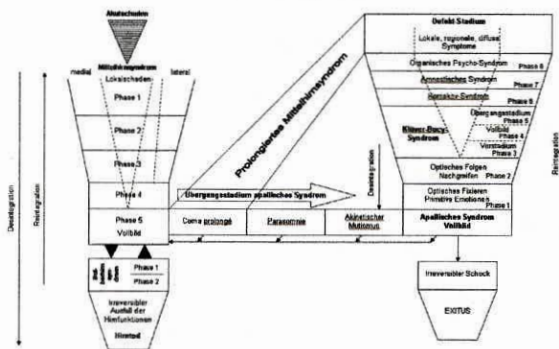 Akutschaden
Mittelhirnsyndrom
medial
Lokalschaden
lateral
Phase 1
Phase 2
Phase 3
Phase 4
Phase 5
Vollbild
Phase 1
Phase 2
Irreversibler
Ausfall der
Hirnfunktionen
Hirntod
Desintegration
Reintegration
Prolongiertes Mittelhirnsyndrom
Übergangsstadium apallisches Syndrom
Coma prolongé
Parasomnie
Akinetischer
Mutismus
Desintegration
Defekt Stadium
Lokale, regionale, diffuse
Symptome
Organisches Psycho-Syndrom
Phase 8
Amnestisches Syndrom
Phase 7
Korsakow-Syndrom
Phase 6
Übergangsstadium
Phase 5
Klüver-Bucy-
Syndrom
Vollbild
Phase 4
Vorstadium
Phase 3
Optisches Folgen
Nachgreifen
Phase 2
Optisches Fixieren
Primitive Emotionen
Phase 1
Apallisches Syndrom
Vollbild
Reintegration
Irreversibler Schock
EXITUS